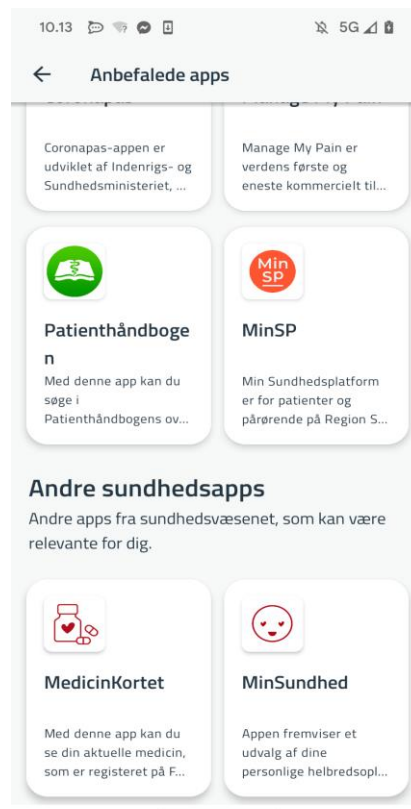 10.13
5G
Anbefalede apps
Coronapas-appen er
udviklet af Indenrigs- og
Sundhedsministeriet, ...
Manage My Pain
Manage My Pain er
verdens første og
eneste kommercielt til...
Patienthåndboge
n
Med denne app kan du
søge i
Patienthåndbogens ov...
Min
SP
MinSP
Min Sundhedsplatform
er for patienter og
pårørende på Region S...
Andre sundhedsapps
Andre apps fra sundhedsvæsenet, som kan være
relevante for dig.
MedicinKortet
Med denne app kan du
se din aktuelle medicin,
som er registeret på F...
MinSundhed
Appen fremviser et
udvalg af dine
personlige helbredsopl...